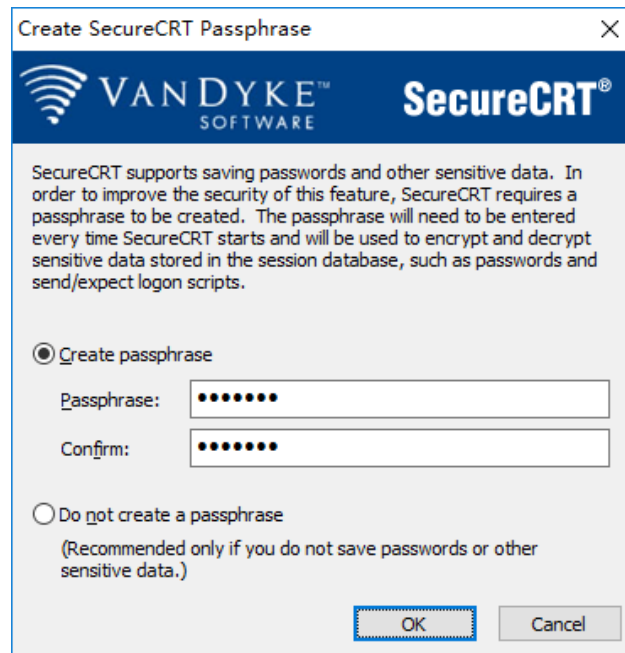 Create SecureCRT Passphrase
VANDYKE™
SOFTWARE
SecureCRT®
SecureCRT supports saving passwords and other sensitive data. In
order to improve the security of this feature, SecureCRT requires a
passphrase to be created. The passphrase will need to be entered
every time SecureCRT starts and will be used to encrypt and decrypt
sensitive data stored in the session database, such as passwords and
send/expect logon scripts.
Create passphrase
Passphrase: •••••••
Confirm: •••••••
Do not create a passphrase
(Recommended only if you do not save passwords or other
sensitive data.)
OK Cancel